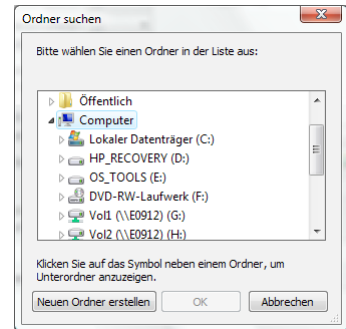 Ordner suchen
Bitte wählen Sie einen Ordner in der Liste aus:
Öffentlich
Computer
Lokaler Datenträger (C:)
HP_RECOVERY (D:)
OS_TOOLS (E:)
DVD-RW-Laufwerk (F:)
Vol1 (\\E0912) (G:)
Vol2 (\\E0912) (H:)
Klicken Sie auf das Symbol neben einem Ordner, um
Unterordner anzuzeigen.
Neuen Ordner erstellen OK Abbrechen